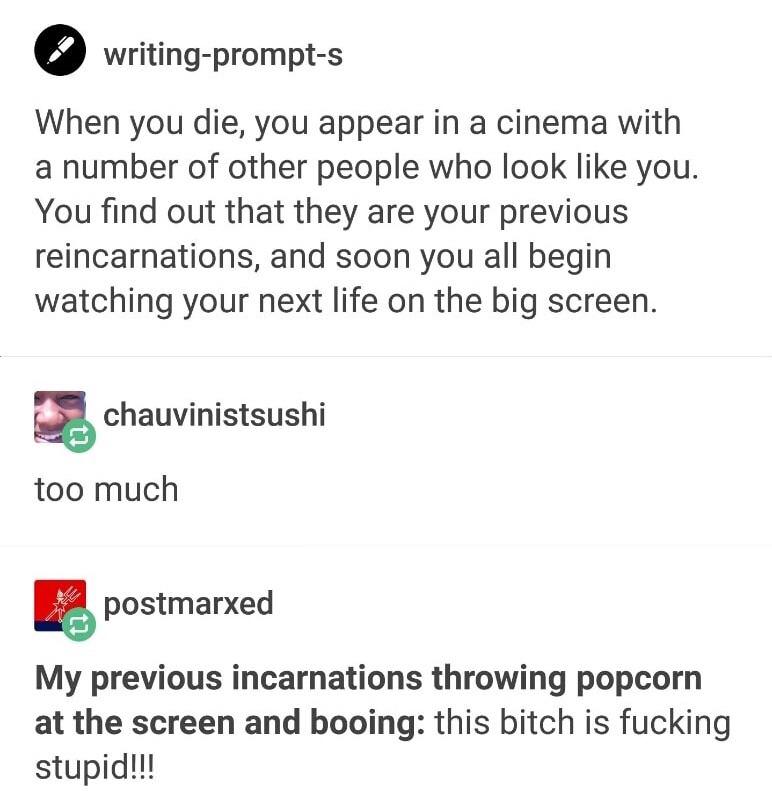 writing-prompt-s
When you die, you appear in a cinema with
a number of other people who look like you.
You find out that they are your previous
reincarnations, and soon you all begin
watching your next life on the big screen.
chauvinistsushi
too much
postmarxed
My previous incarnations throwing popcorn
at the screen and booing: this bitch is fucking
stupid!!!